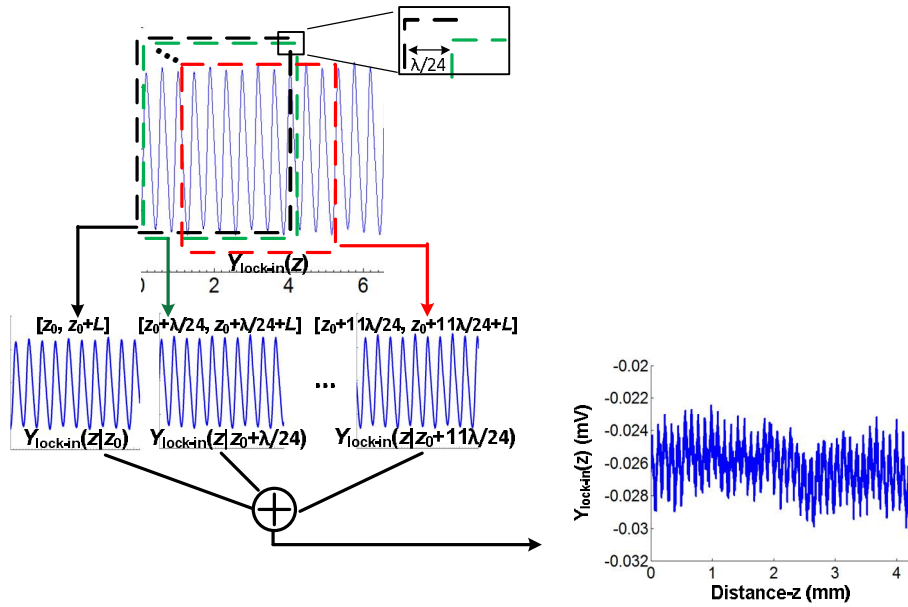 λ/24
Y_lock-in(z)
0 2 4 6
[z₀, z₀+L] [z₀+λ/24, z₀+λ/24+L] [z₀+11λ/24, z₀+11λ/24+L]
...
Y_lock-in(z|z₀) Y_lock-in(z|z₀+λ/24) Y_lock-in(z|z₀+11λ/24)
Y_lock-in(z) (mV)
-0.02
-0.022
-0.024
-0.026
-0.028
-0.03
-0.032
0 1 2 3 4
Distance-z (mm)